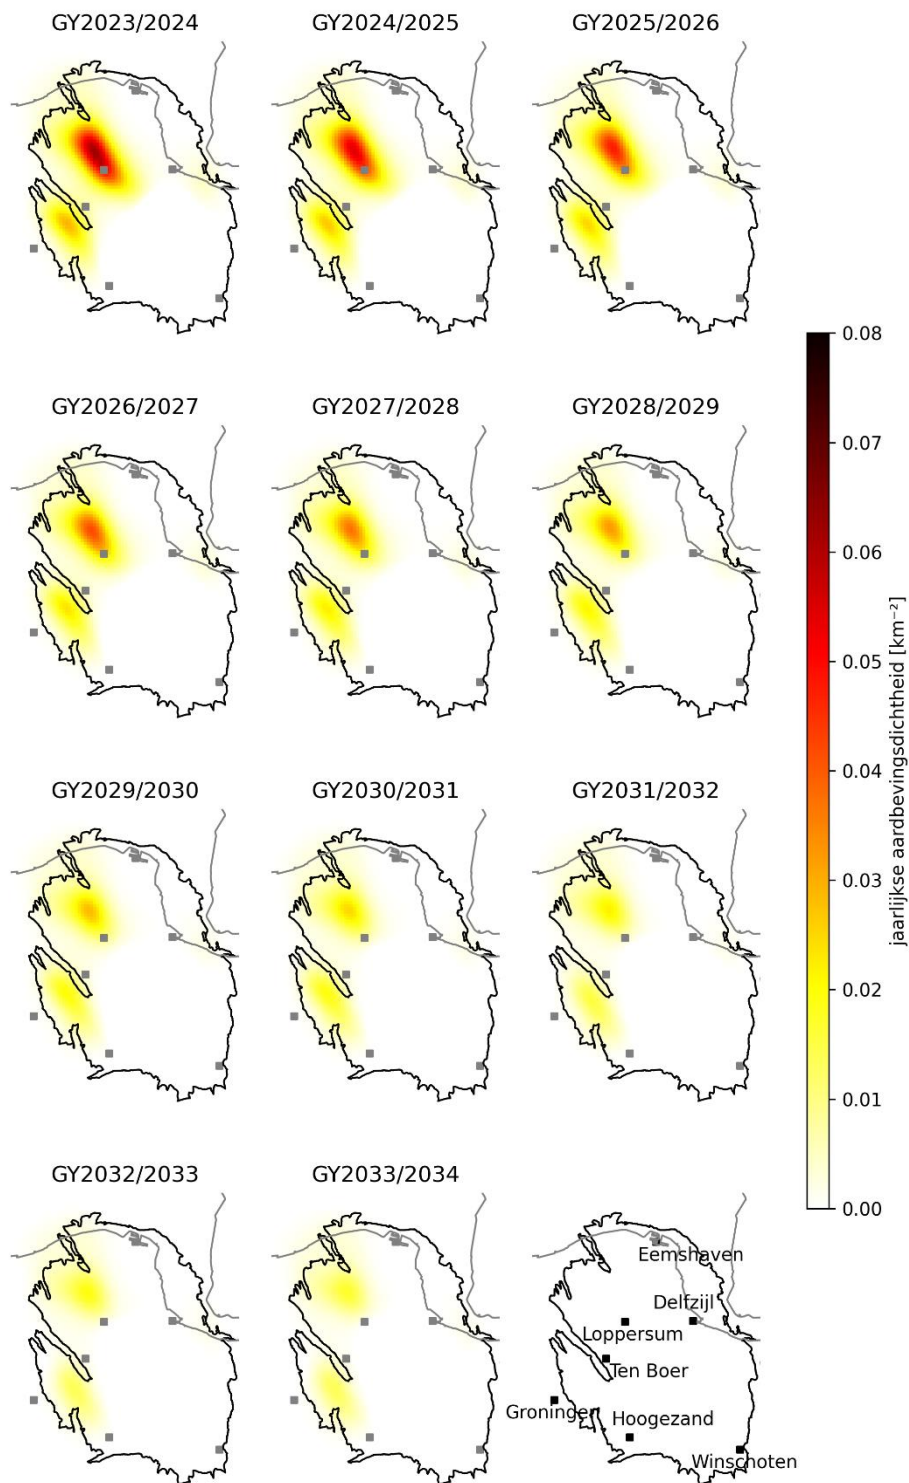 GY2023/2024
GY2024/2025
GY2025/2026
GY2026/2027
GY2027/2028
GY2028/2029
GY2029/2030
GY2030/2031
GY2031/2032
GY2032/2033
GY2033/2034
Eemshaven
Delfzijl
Loppersum
Ten Boer
Groningen
Hoogezand
Winschoten
0.08
0.07
0.06
0.05
0.04
0.03
0.02
0.01
0.00
jaarlijkse aardbevingsdichtheid [km⁻²]